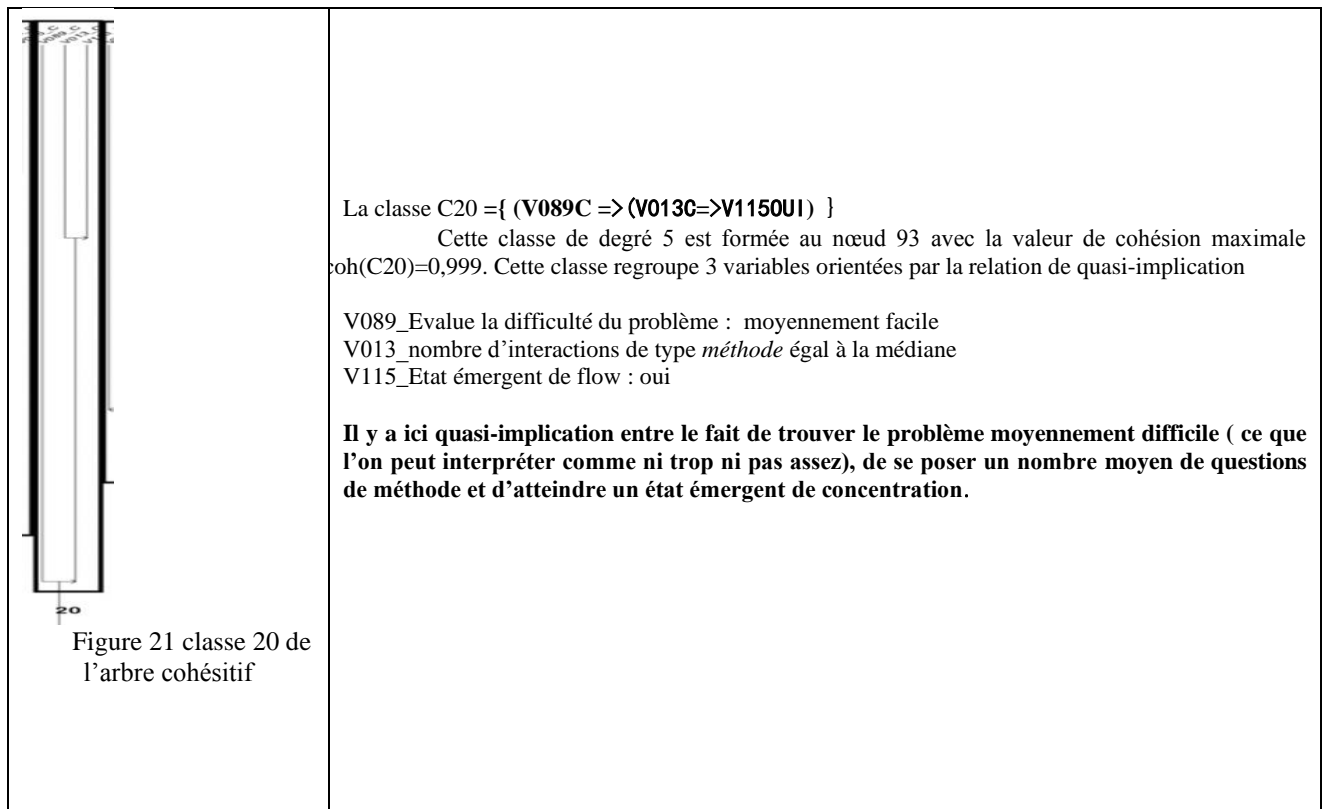 V089_C
V013_C
20
Figure 21 classe 20 de
l’arbre cohésitif
La classe C20 ={ (V089C =>(V013C=>V115OUI) }
Cette classe de degré 5 est formée au nœud 93 avec la valeur de cohésion maximale
coh(C20)=0,999. Cette classe regroupe 3 variables orientées par la relation de quasi-implication
V089_Evalue la difficulté du problème : moyennement facile
V013_nombre d’interactions de type méthode égal à la médiane
V115_Etat émergent de flow : oui
Il y a ici quasi-implication entre le fait de trouver le problème moyennement difficile ( ce que
l’on peut interpréter comme ni trop ni pas assez), de se poser un nombre moyen de questions
de méthode et d’atteindre un état émergent de concentration.